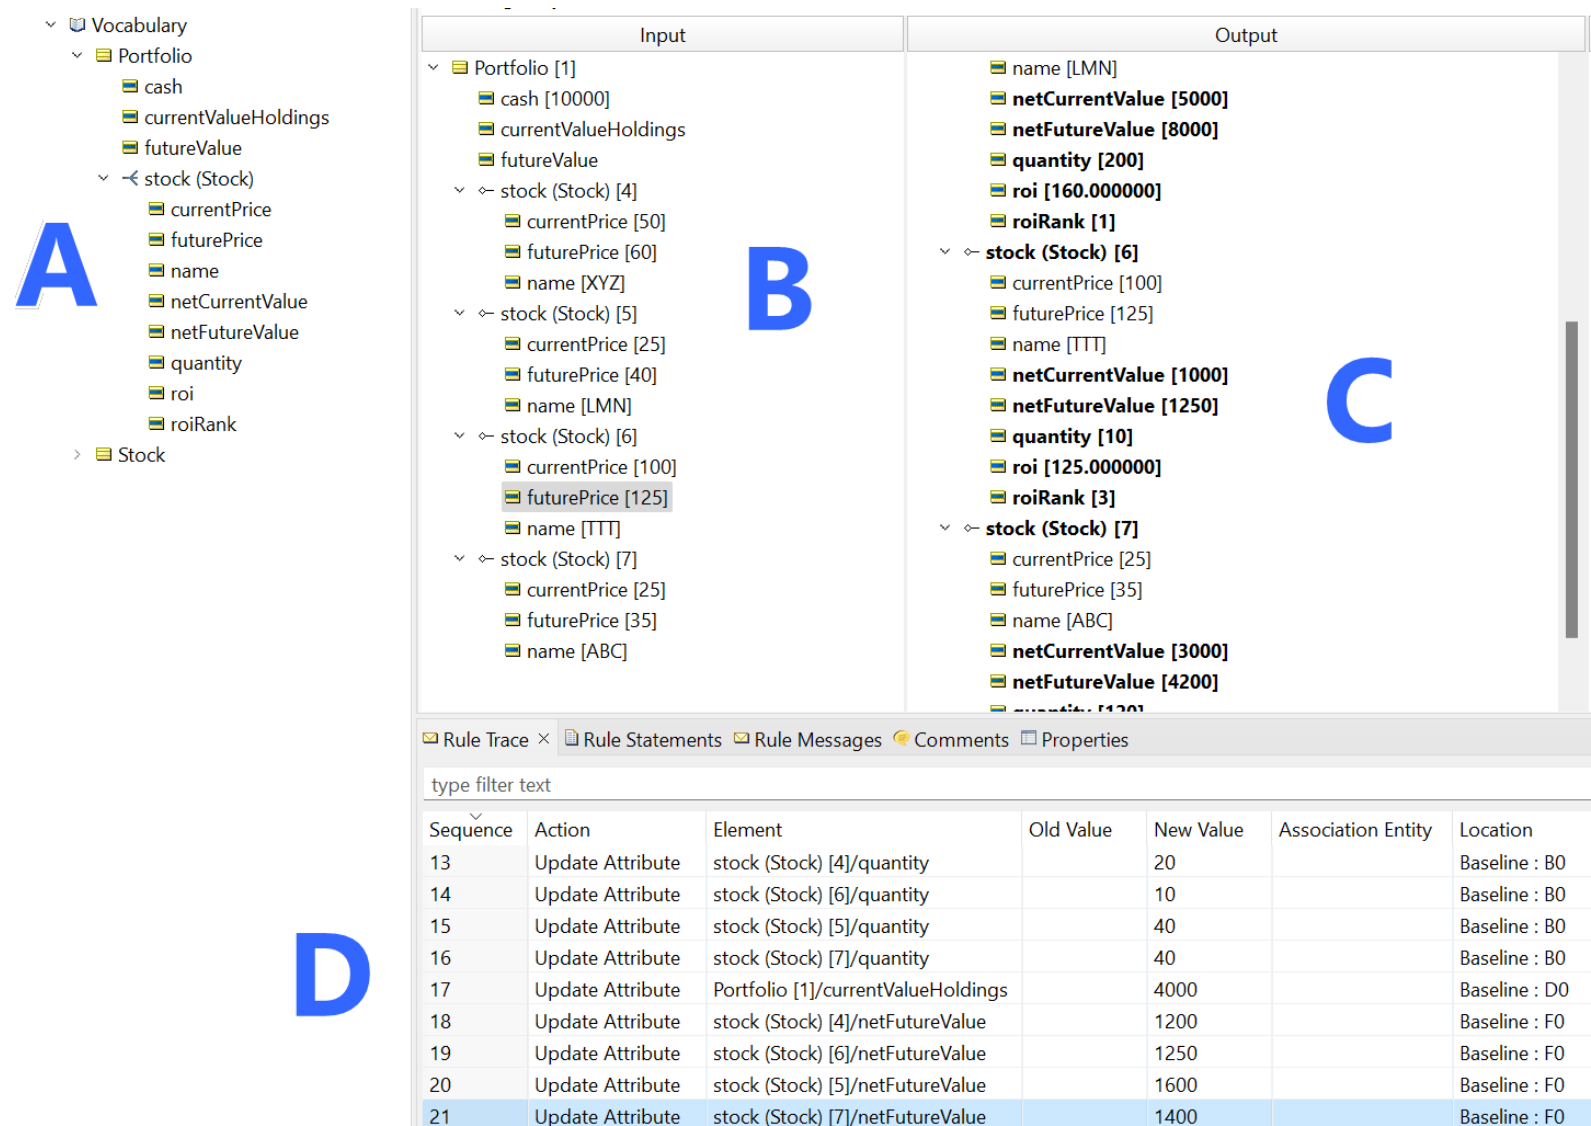 Vocabulary
Portfolio
cash
currentValueHoldings
futureValue
stock (Stock)
currentPrice
futurePrice
name
netCurrentValue
netFutureValue
quantity
roi
roiRank
Stock
A
Input
Portfolio [1]
cash [10000]
currentValueHoldings
futureValue
stock (Stock) [4]
currentPrice [50]
futurePrice [60]
name [XYZ]
stock (Stock) [5]
currentPrice [25]
futurePrice [40]
name [LMN]
stock (Stock) [6]
currentPrice [100]
futurePrice [125]
name [TTT]
stock (Stock) [7]
currentPrice [25]
futurePrice [35]
name [ABC]
B
Output
name [LMN]
netCurrentValue [5000]
netFutureValue [8000]
quantity [200]
roi [160.000000]
roiRank [1]
stock (Stock) [6]
currentPrice [100]
futurePrice [125]
name [TTT]
netCurrentValue [1000]
netFutureValue [1250]
quantity [10]
roi [125.000000]
roiRank [3]
stock (Stock) [7]
currentPrice [25]
futurePrice [35]
name [ABC]
netCurrentValue [3000]
netFutureValue [4200]
quantity [120]
C
Rule Trace Rule Statements Rule Messages Comments Properties
type filter text
Sequence Action Element Old Value New Value Association Entity Location
13 Update Attribute stock (Stock) [4]/quantity 20 Baseline : B0
14 Update Attribute stock (Stock) [6]/quantity 10 Baseline : B0
15 Update Attribute stock (Stock) [5]/quantity 40 Baseline : B0
16 Update Attribute stock (Stock) [7]/quantity 40 Baseline : B0
17 Update Attribute Portfolio [1]/currentValueHoldings 4000 Baseline : D0
18 Update Attribute stock (Stock) [4]/netFutureValue 1200 Baseline : F0
19 Update Attribute stock (Stock) [6]/netFutureValue 1250 Baseline : F0
20 Update Attribute stock (Stock) [5]/netFutureValue 1600 Baseline : F0
21 Update Attribute stock (Stock) [7]/netFutureValue 1400 Baseline : F0
D